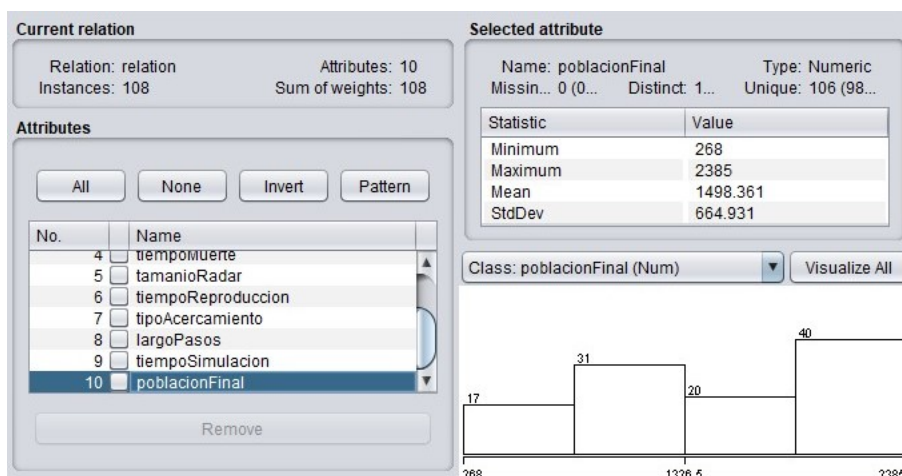 Current relation
Relation: relation Attributes: 10
Instances: 108 Sum of weights: 108
Attributes
All None Invert Pattern
No. Name
4 tiempoMuerte
5 tamanioRadar
6 tiempoReproduccion
7 tipoAcercamiento
8 largoPasos
9 tiempoSimulacion
10 poblacionFinal
Remove
Selected attribute
Name: poblacionFinal Type: Numeric
Missin... 0 (0... Distinct: 1... Unique: 106 (98...
Statistic Value
Minimum 268
Maximum 2385
Mean 1498.361
StdDev 664.931
Class: poblacionFinal (Num) Visualize All
40
31
20
17
268 1326.5 2385